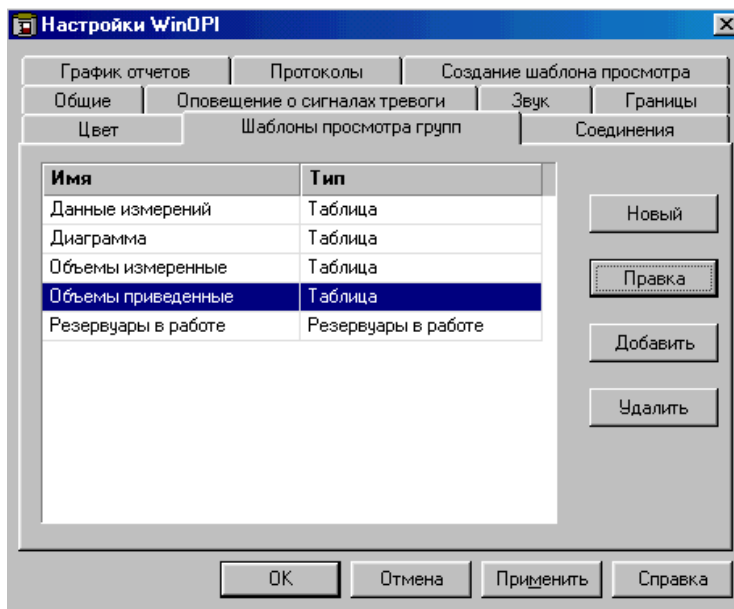 Настройки WinOPI
График отчетов Протоколы Создание шаблона просмотра
Общие Оповещение о сигналах тревоги Звук Границы
Цвет Шаблоны просмотра групп Соединения
Имя Тип
Данные измерений Таблица
Диаграмма Таблица
Объемы измеренные Таблица
Объемы приведенные Таблица
Резервуары в работе Резервуары в работе
Новый
Правка
Добавить
Удалить
OK Отмена Применить Справка